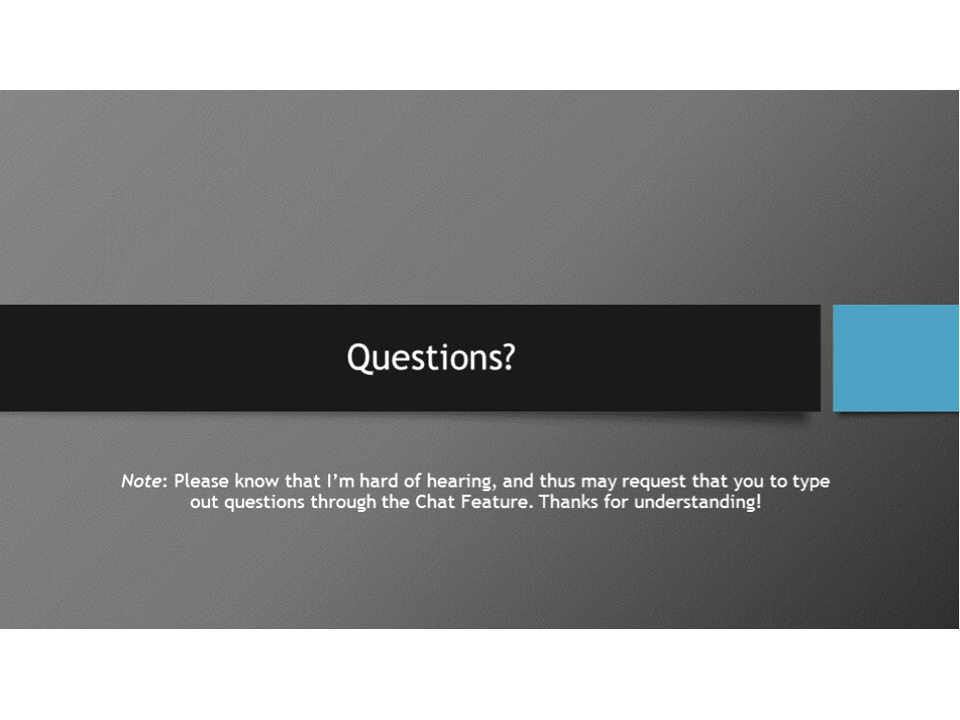 Questions?
Note: Please know that I'm hard of hearing, and thus may request that you to type
out questions through the Chat Feature. Thanks for understanding!